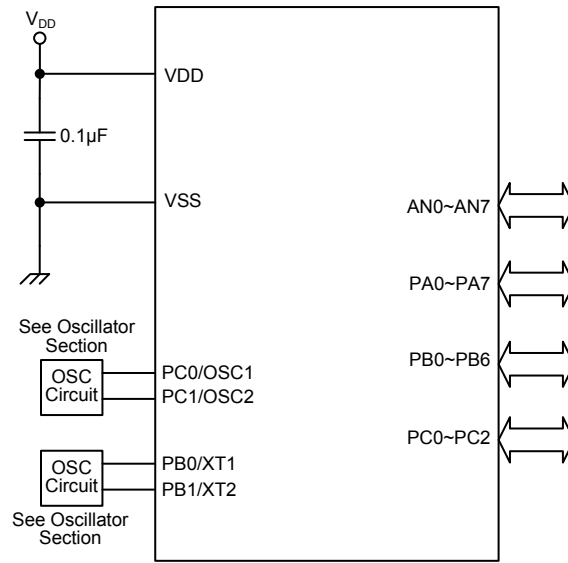 V_DD
VDD
0.1µF
VSS
AN0~AN7
PA0~PA7
See Oscillator
Section
OSC
Circuit
PC0/OSC1
PC1/OSC2
PB0~PB6
PC0~PC2
OSC
Circuit
PB0/XT1
PB1/XT2
See Oscillator
Section